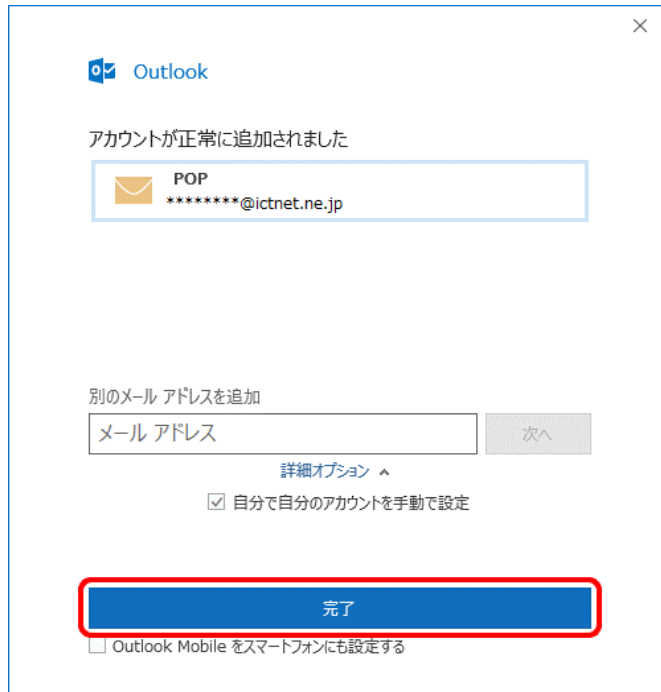 Outlook
アカウントが正常に追加されました
POP
********@ictnet.ne.jp
別のメール アドレスを追加
メール アドレス
次へ
詳細オプション
自分で自分のアカウントを手動で設定
完了
Outlook Mobile をスマートフォンにも設定する